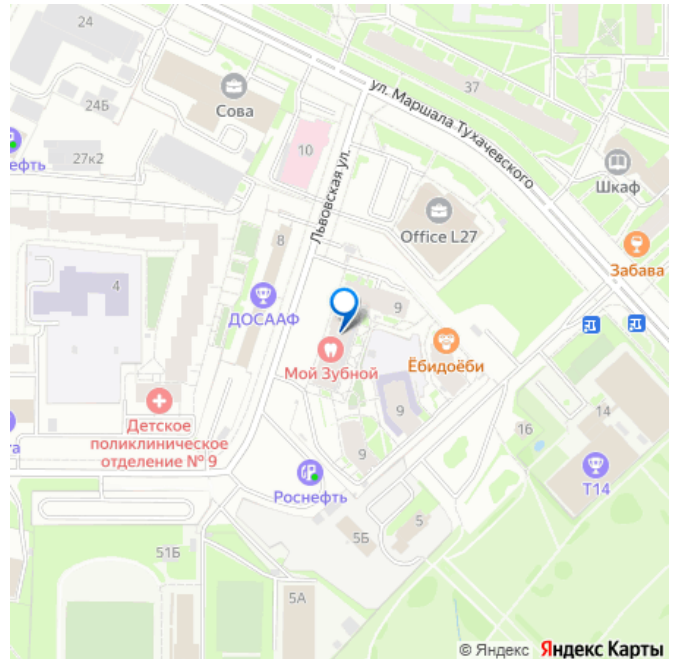 24
37
ул. Маршала Тухачевского
24Б
Сова
ефть
27к2
10
Львовская ул.
Шкаф
Office L27
Забава
8
4
ДОСААФ
9
Мой Зубной
Ёбидоёби
9
Детское
поликлиническое
отделение № 9
та
14
16
Т14
9
Роснефть
5
5Б
51Б
5А
© Яндекс Яндекс Карты